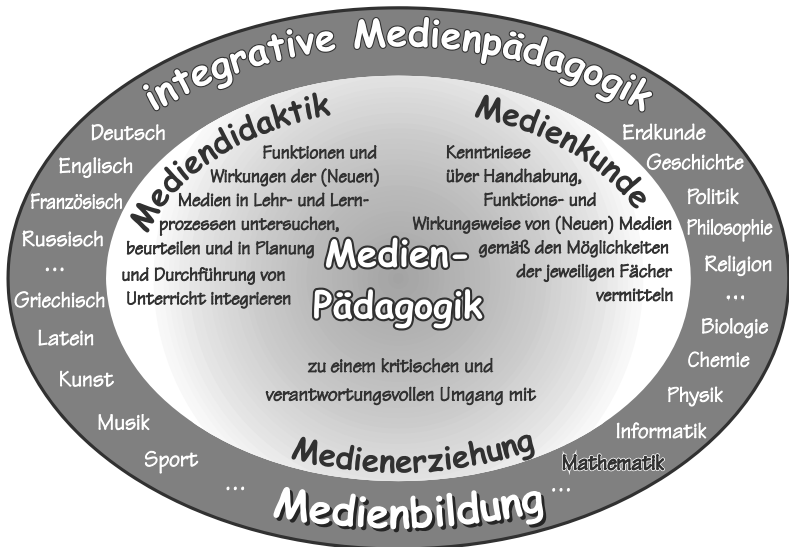 integrative Medienpädagogik
Deutsch
Englisch
Französisch
Russisch
...
Griechisch
Latein
Kunst
Musik
Sport
...
Mediendidaktik
Funktionen und
Wirkungen der (Neuen)
Medien in Lehr- und Lern-
prozessen untersuchen,
beurteilen und in Planung
und Durchführung von
Unterricht integrieren
Medienkunde
Kenntnisse
über Handhabung,
Funktions- und
Wirkungsweise von (Neuen) Medien
gemäß den Möglichkeiten
der jeweiligen Fächer
vermitteln
Medien-
Pädagogik
zu einem kritischen und
verantwortungsvollen Umgang mit
Medienerziehung
Erdkunde
Geschichte
Politik
Philosophie
Religion
...
Biologie
Chemie
Physik
Informatik
Mathematik
...
Medienbildung